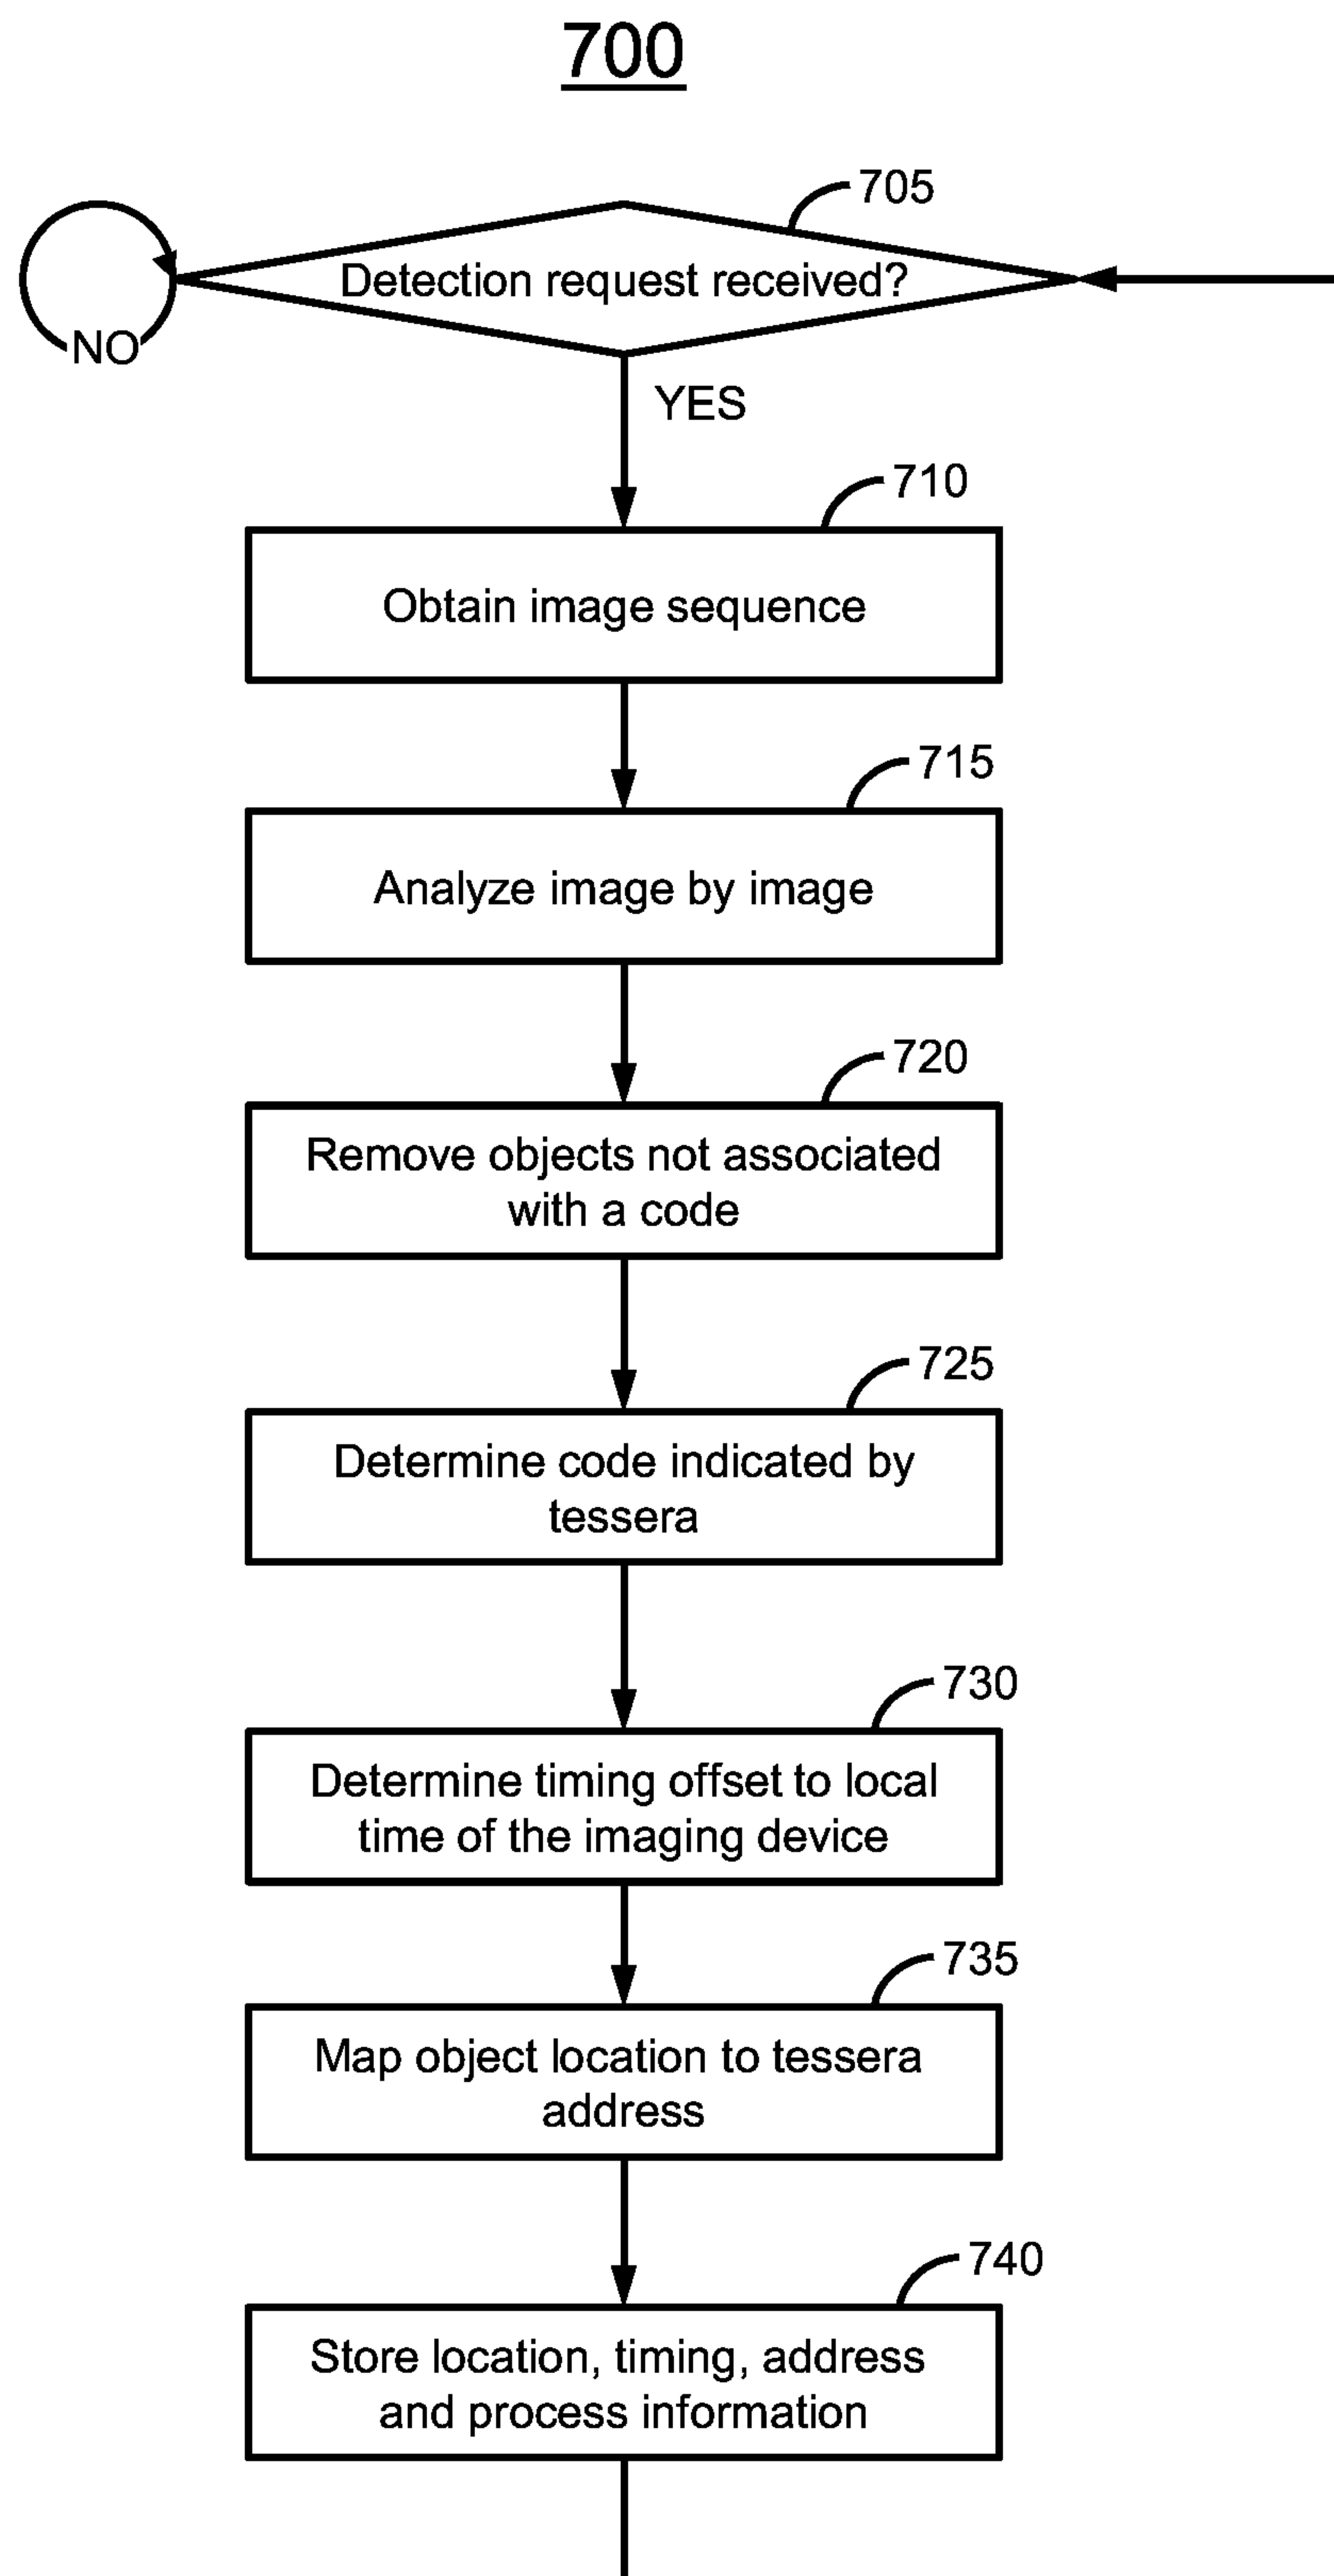 700
705
Detection request received?
NO
YES
710
Obtain image sequence
715
Analyze image by image
720
Remove objects not associated
with a code
725
Determine code indicated by
tessera
730
Determine timing offset to local
time of the imaging device
735
Map object location to tessera
address
740
Store location, timing, address
and process information